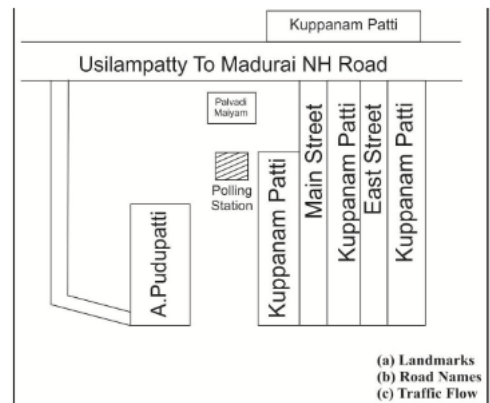 Kuppanam Patti
Usilampatty To Madurai NH Road
Palvadi
Maiyam
Polling
Station
A.Pudupatti
Kuppanam Patti
Main Street
Kuppanam Patti
East Street
Kuppanam Patti
(a) Landmarks
(b) Road Names
(c) Traffic Flow